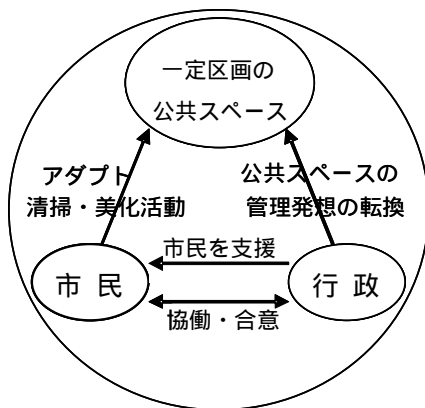 一定区画の
公共スペース
アダプト
清掃・美化活動
公共スペースの
管理発想の転換
市民を支援
市 民
行 政
協働・合意